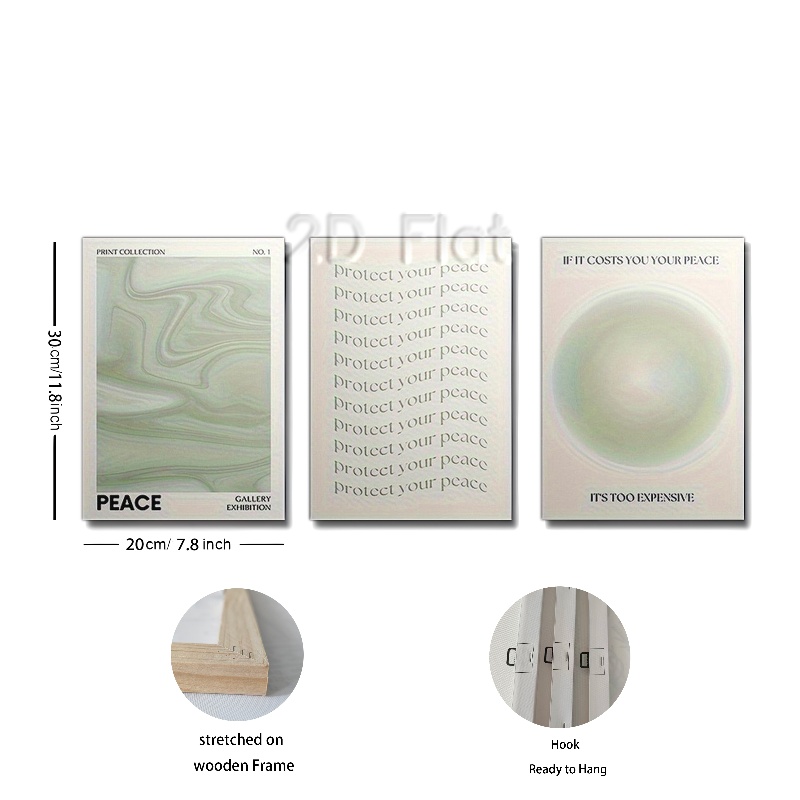 2.D Flat
PRINT COLLECTION NO. 1
PEACE
GALLERY
EXHIBITION
protect your peace
protect your peace
protect your peace
protect your peace
protect your peace
protect your peace
protect your peace
protect your peace
protect your peace
protect your peace
protect your peace
IF IT COSTS YOU YOUR PEACE
IT'S TOO EXPENSIVE
30cm/11.8inch
20cm/ 7.8 inch
stretched on
wooden Frame
Hook
Ready to Hang